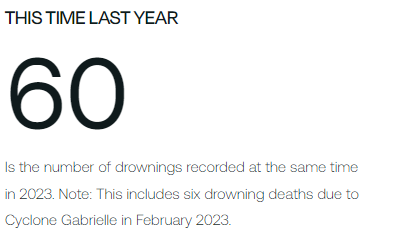 THIS TIME LAST YEAR
60
Is the number of drownings recorded at the same time
in 2023. Note: This includes six drowning deaths due to
Cyclone Gabrielle in February 2023.